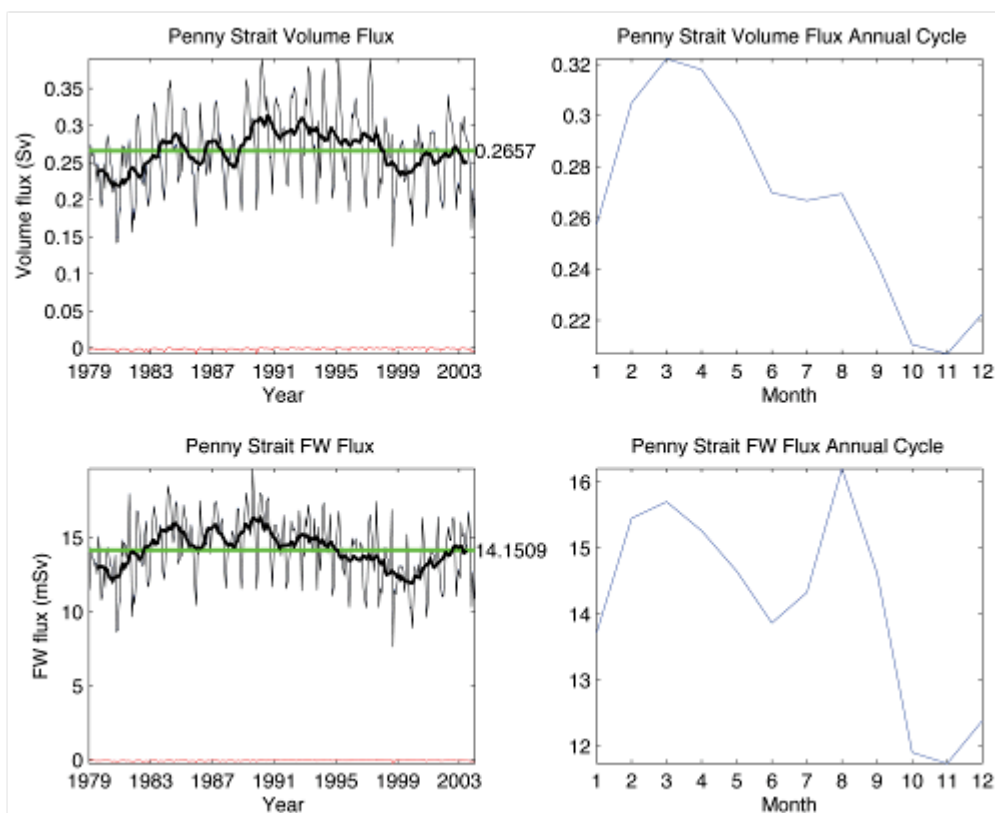 Penny Strait Volume Flux
Volume flux (Sv)
0.35
0.3
0.25
0.2
0.15
0.1
0.05
0
0.2657
1979 1983 1987 1991 1995 1999 2003
Year
Penny Strait Volume Flux Annual Cycle
0.32
0.3
0.28
0.26
0.24
0.22
1 2 3 4 5 6 7 8 9 10 11 12
Month
Penny Strait FW Flux
FW flux (mSv)
15
10
5
0
14.1509
1979 1983 1987 1991 1995 1999 2003
Year
Penny Strait FW Flux Annual Cycle
16
15
14
13
12
1 2 3 4 5 6 7 8 9 10 11 12
Month